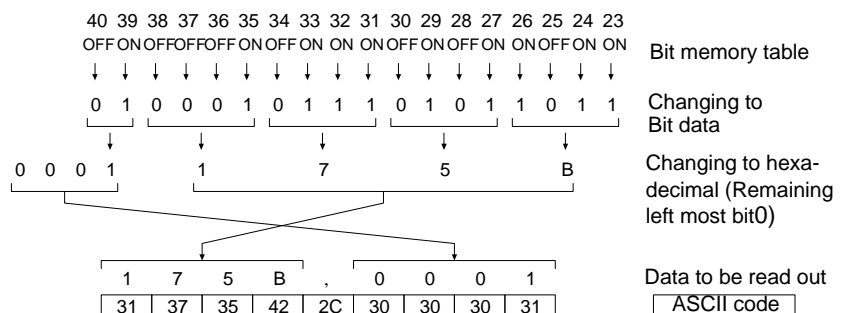 40 39 38 37 36 35 34 33 32 31 30 29 28 27 26 25 24 23
OFF ON OFF OFF OFF ON OFF ON ON ON OFF ON OFF ON ON OFF ON ON
Bit memory table
0 1 0 0 0 1 0 1 1 1 0 1 0 1 1 0 1 1
Changing to
Bit data
0 0 0 1 1 7 5 B
Changing to hexa-
decimal (Remaining
left most bit0)
1 7 5 B , 0 0 0 1
Data to be read out
31 37 35 42 2C 30 30 30 31
ASCII code